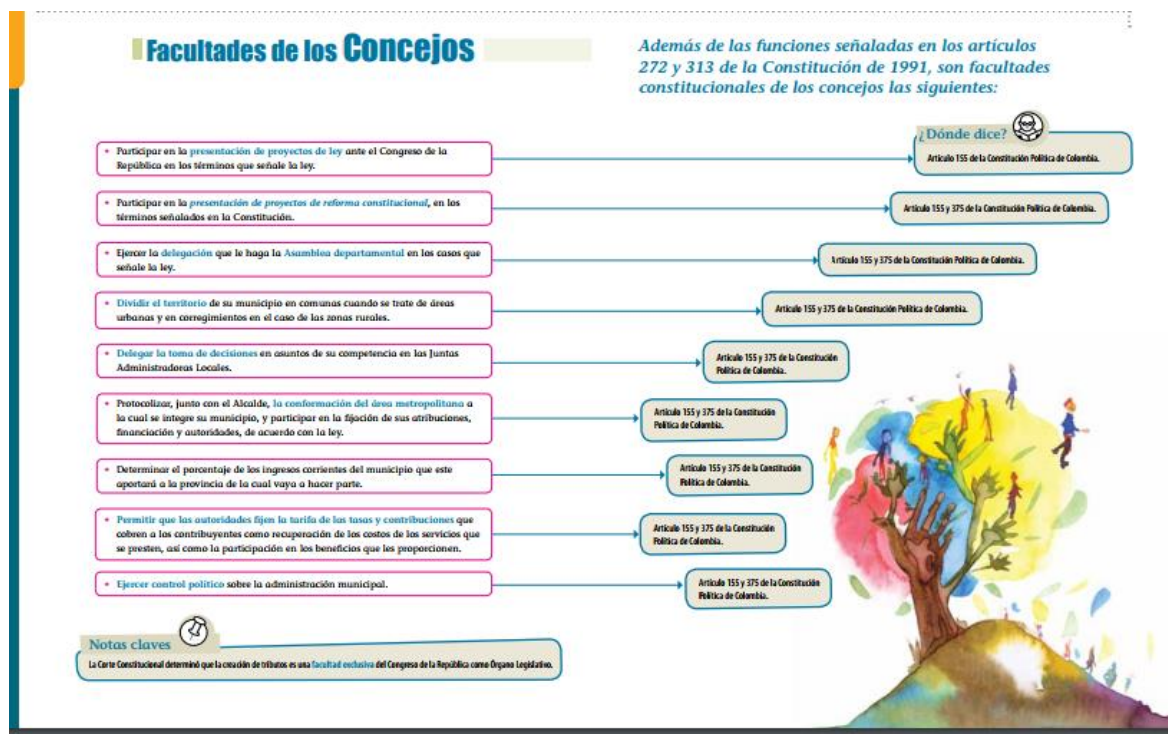 Facultades de los Concejos
Además de las funciones señaladas en los artículos
272 y 313 de la Constitución de 1991, son facultades
constitucionales de los concejos las siguientes:
¿Dónde dice?
• Participar en la presentación de proyectos de ley ante el Congreso de la
República en los términos que señale la ley.
Artículo 155 de la Constitución Política de Colombia.
• Participar en la presentación de proyectos de reforma constitucional, en los
términos señalados en la Constitución.
Artículo 155 y 375 de la Constitución Política de Colombia.
• Ejercer la delegación que le haga la Asamblea departamental en los casos que
señale la ley.
Artículo 155 y 375 de la Constitución Política de Colombia.
• Dividir el territorio de su municipio en comunas cuando se trate de áreas
urbanas y en corregimientos en el caso de las zonas rurales.
Artículo 155 y 375 de la Constitución Política de Colombia.
• Delegar la toma de decisiones en asuntos de su competencia en las Juntas
Administradoras Locales.
Artículo 155 y 375 de la Constitución
Política de Colombia.
• Protocolizar, junto con el Alcalde, la conformación del área metropolitana a
la cual se integre su municipio, y participar en la fijación de sus atribuciones,
financiación y autoridades, de acuerdo con la ley.
Artículo 155 y 375 de la Constitución
Política de Colombia.
• Determinar el porcentaje de los ingresos corrientes del municipio que este
aportará a la provincia de la cual vaya a hacer parte.
Artículo 155 y 375 de la Constitución
Política de Colombia.
• Permitir que las autoridades fijen la tarifa de las tasas y contribuciones que
cobren a los contribuyentes como recuperación de los costos de los servicios que
se presten, así como la participación en los beneficios que les proporcionen.
Artículo 155 y 375 de la Constitución
Política de Colombia.
• Ejercer control político sobre la administración municipal.
Artículo 155 y 375 de la Constitución
Política de Colombia.
Notas claves
La Corte Constitucional determinó que la creación de tributos es una facultad exclusiva del Congreso de la República como Órgano Legislativo.